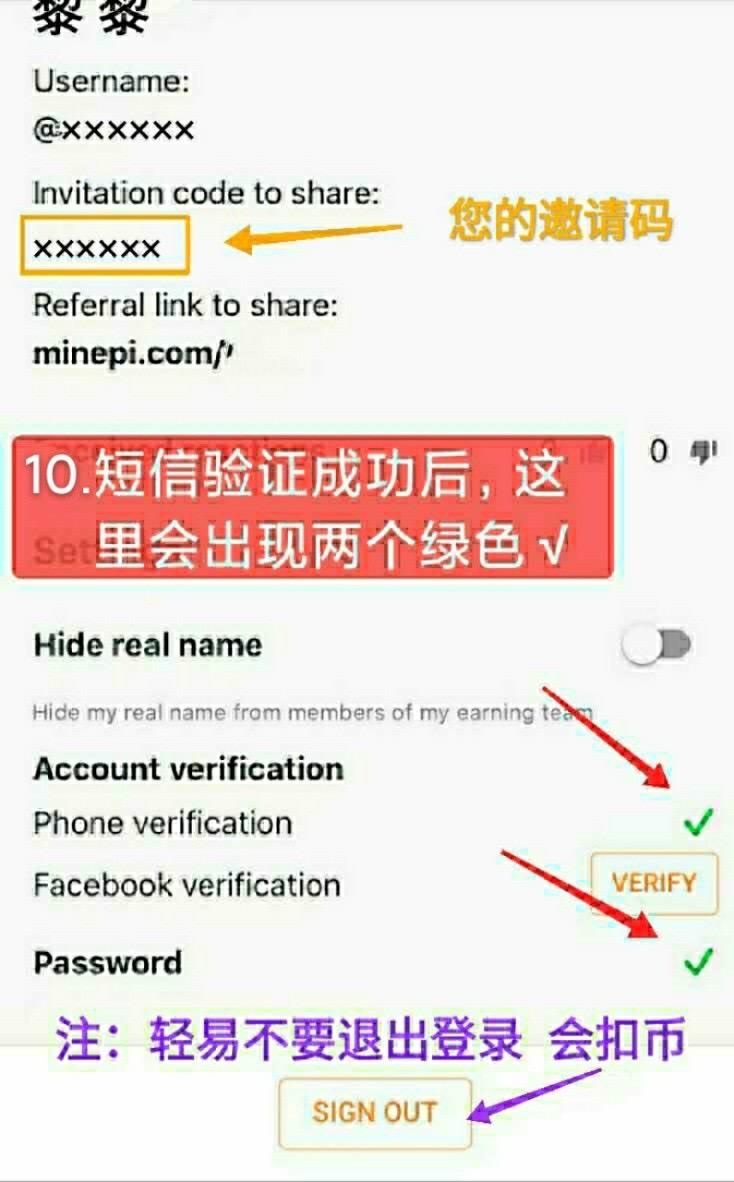 黎黎
Username:
@xxxxxx
Invitation code to share:
您的邀请码
xxxxxx
Referral link to share:
minepi.com/
0
10.短信验证成功后，这
里会出现两个绿色√
Hide real name
Hide my real name from members of my earning team
Account verification
Phone verification
Facebook verification
VERIFY
Password
注：轻易不要退出登录 会扣币
SIGN OUT